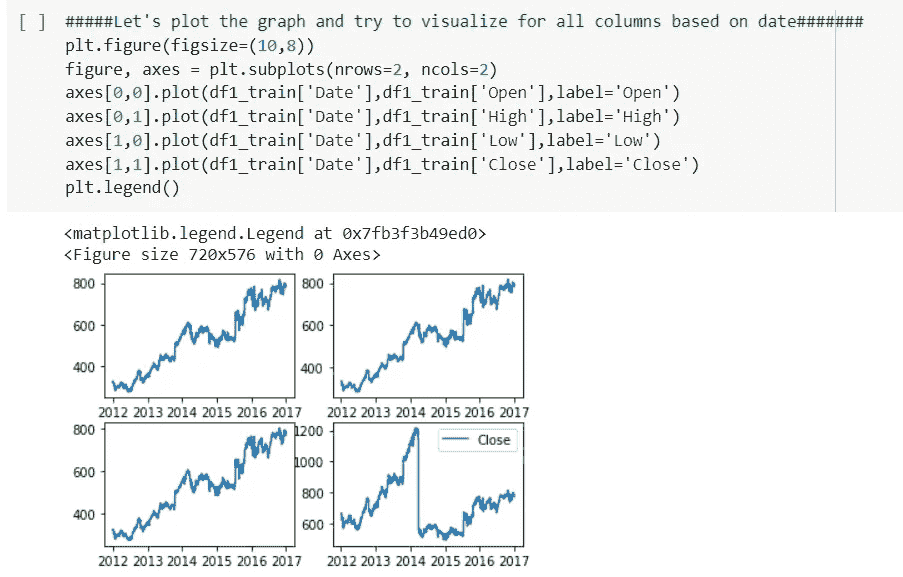 [ ] #####Let's plot the graph and try to visualize for all columns based on date#######
plt.figure(figsize=(10,8))
figure, axes = plt.subplots(nrows=2, ncols=2)
axes[0,0].plot(df1_train['Date'],df1_train['Open'],label='Open')
axes[0,1].plot(df1_train['Date'],df1_train['High'],label='High')
axes[1,0].plot(df1_train['Date'],df1_train['Low'],label='Low')
axes[1,1].plot(df1_train['Date'],df1_train['Close'],label='Close')
plt.legend()
<matplotlib.legend.Legend at 0x7fb3f3b49ed0>
<Figure size 720x576 with 0 Axes>
800
600
400
2012 2013 2014 2015 2016 2017
800
600
400
2012 2013 2014 2015 2016 2017
800
600
400
2012 2013 2014 2015 2016 2017
1200
1000
800
600
Close
2012 2013 2014 2015 2016 2017